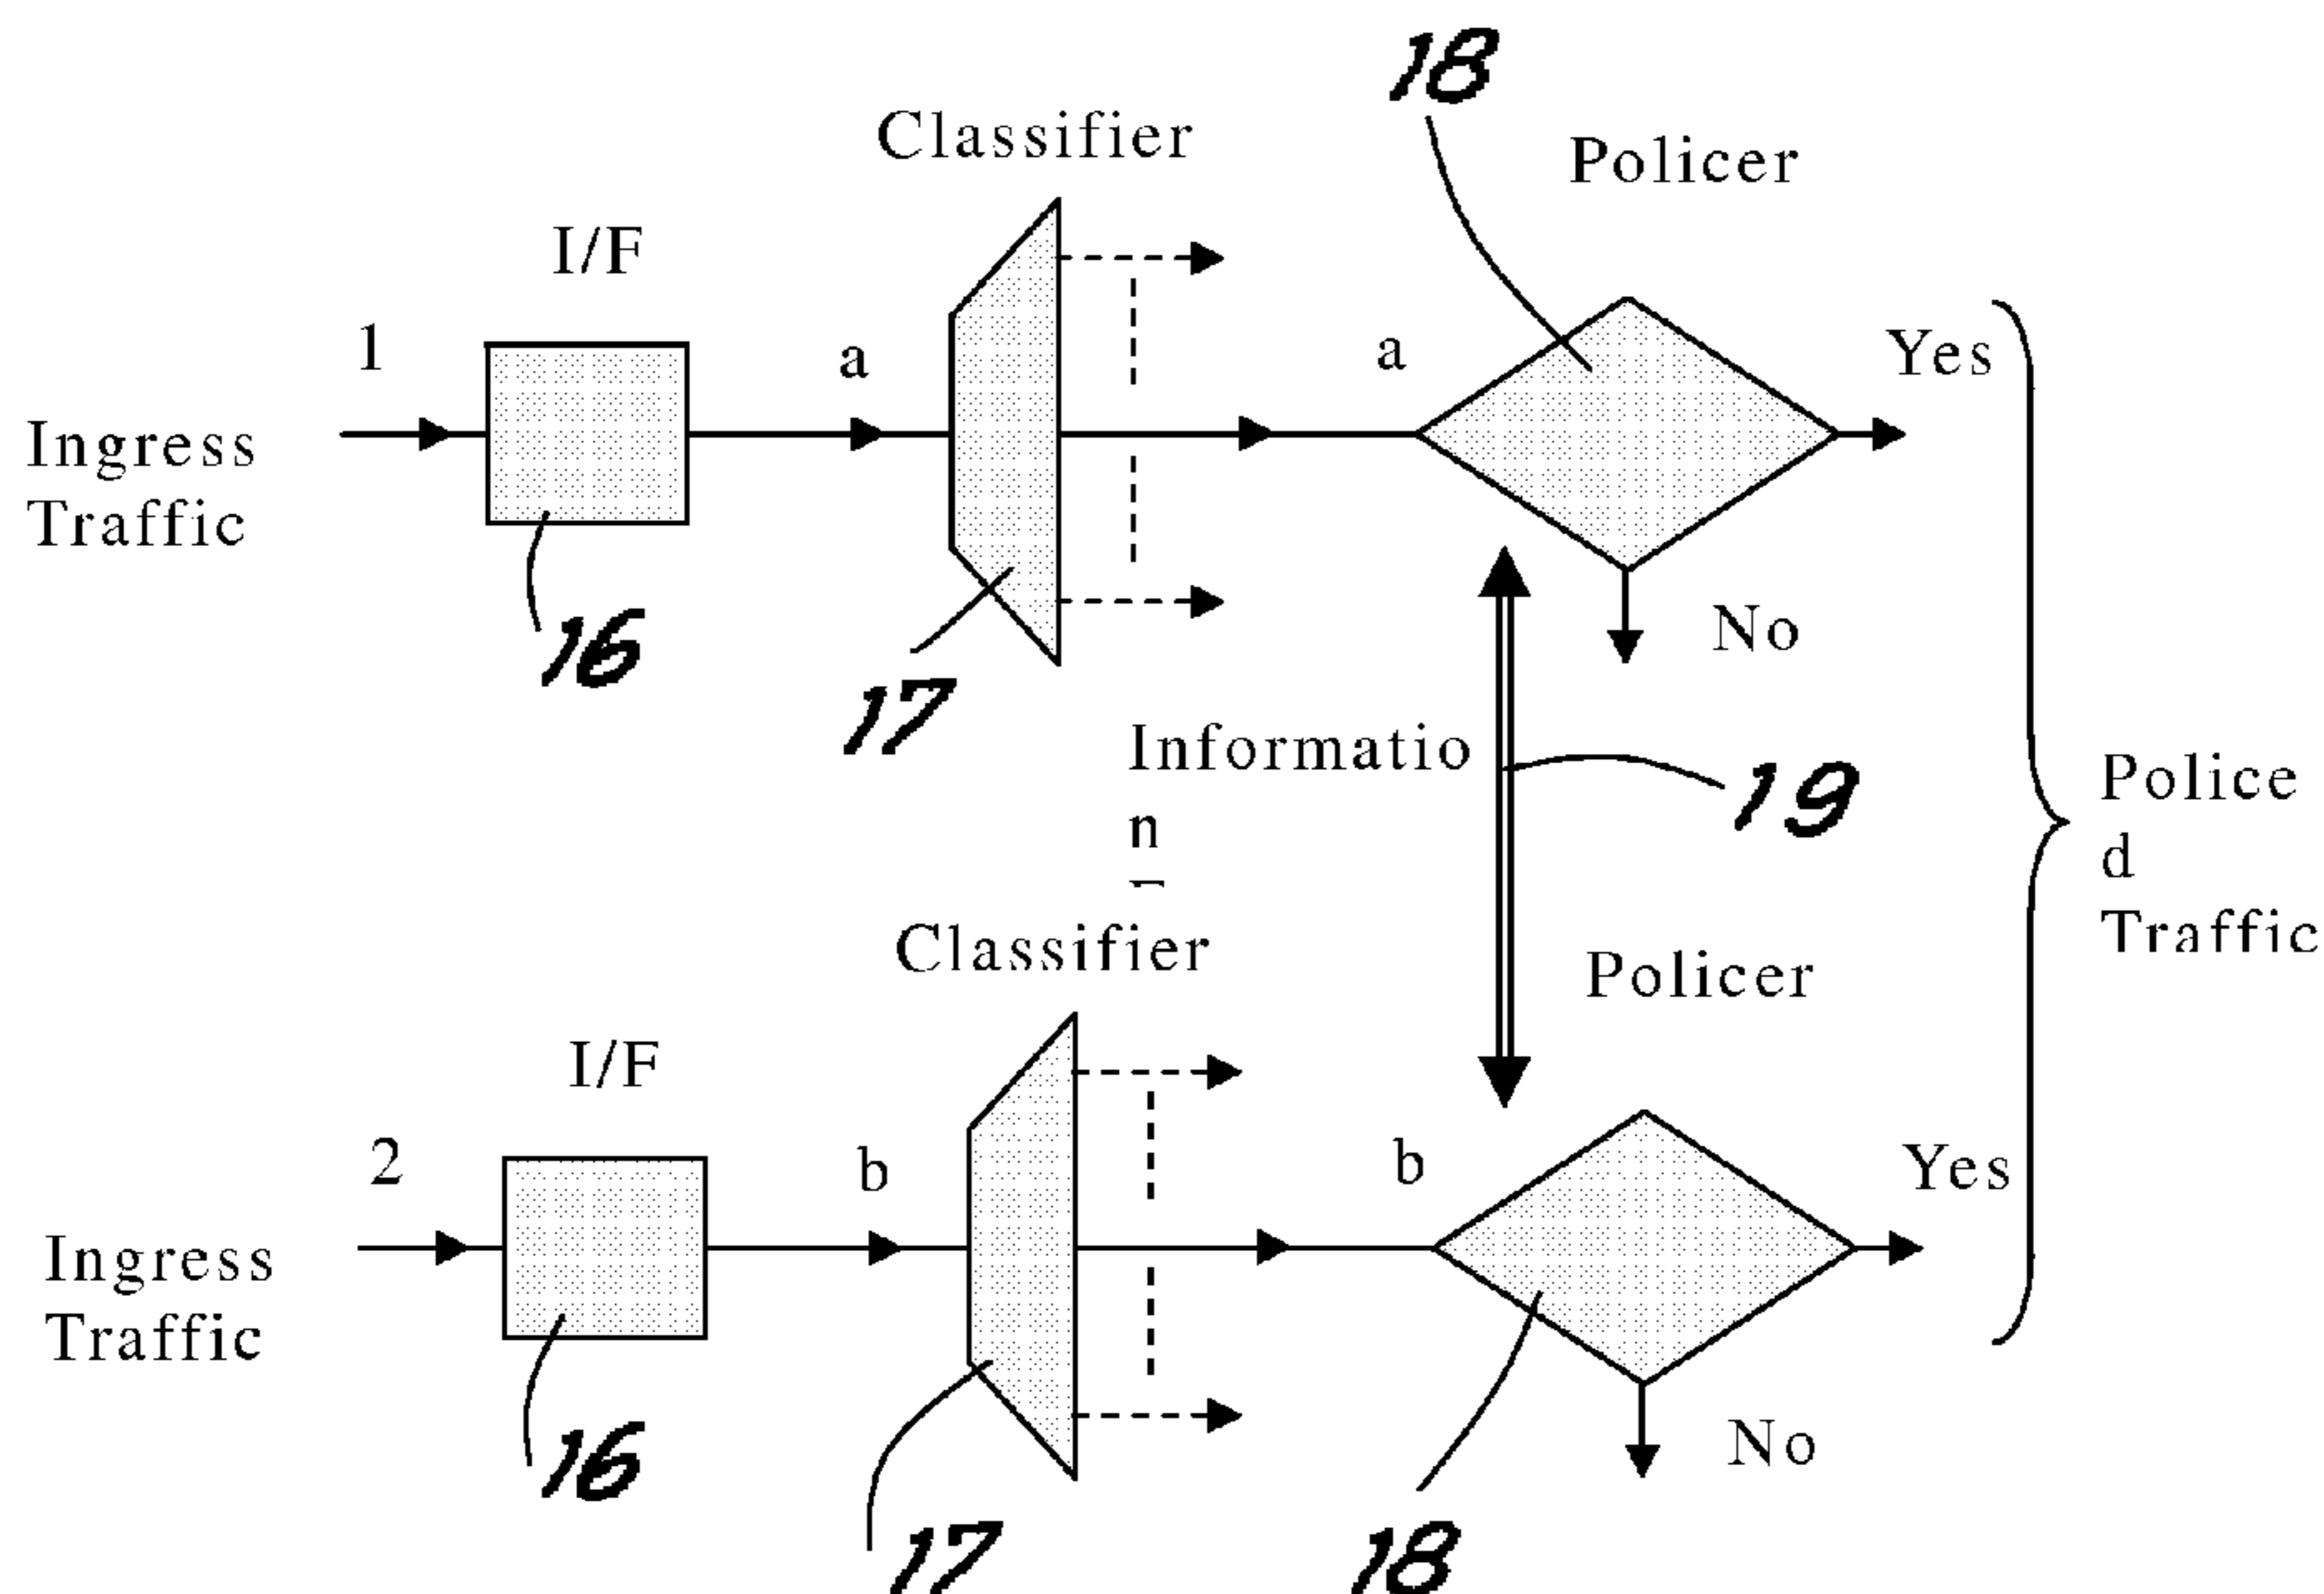 18
Classifier
Policer
I/F
1
a
a
Yes
Ingress
Traffic
16
No
17
Informatio
n
19
Police
d
Traffic
Classifier
Policer
I/F
2
b
b
Yes
Ingress
Traffic
16
No
17
18